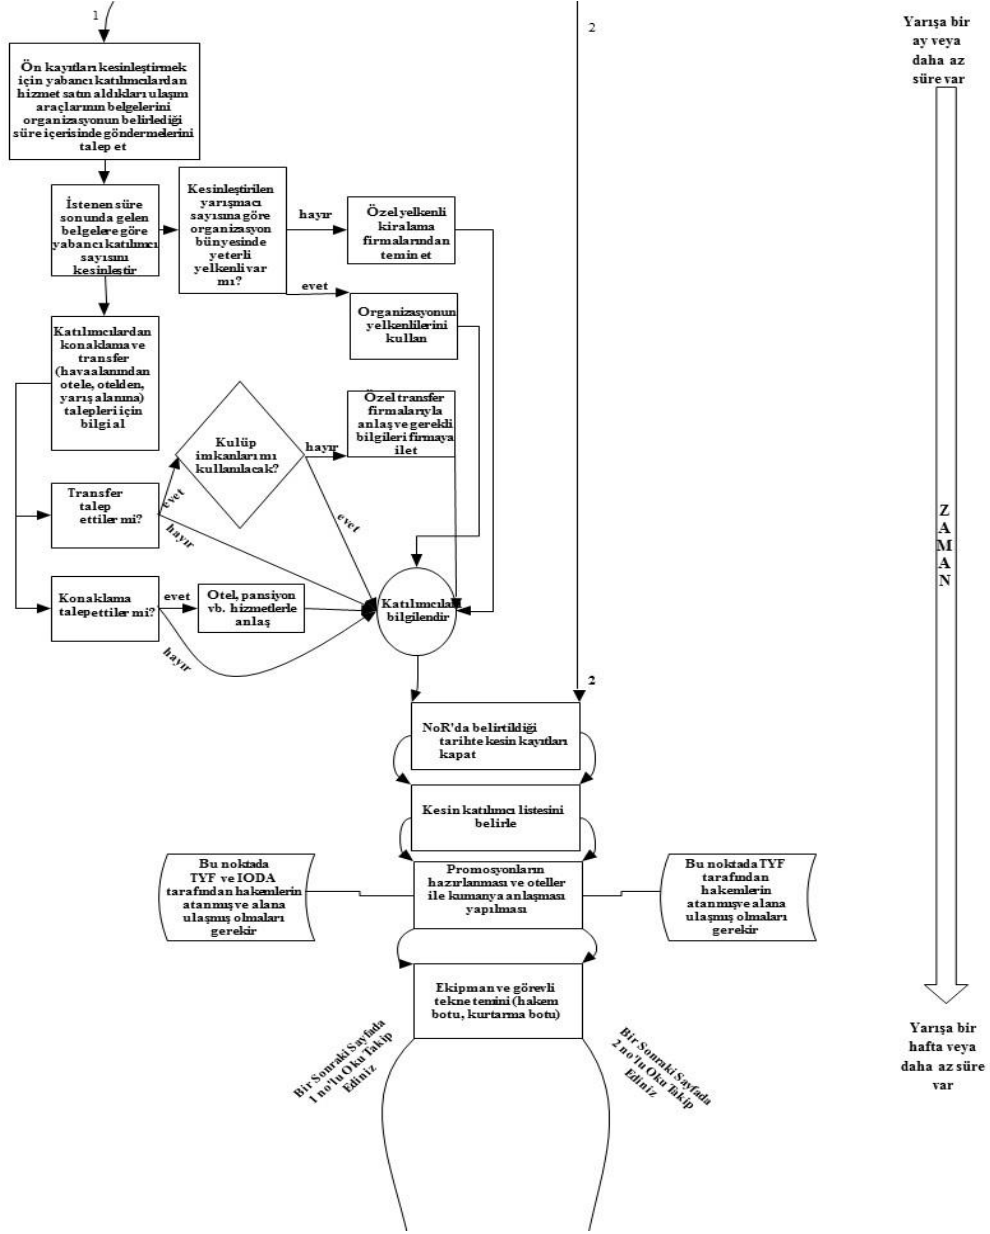 1
2
Yarışa bir
ay veya
daha az
süre var
Ön kayıtları kesinleştirmek
için yabancı katılımcılardan
hizmet satın aldıkları ulaşım
araçlarının belgelerini
organizasyonun belirlediği
süre içerisinde göndermelerini
talep et
İstenen süre
sonunda gelen
belgelere göre
yabancı katılımcı
sayısını
kesinleştir
Kesinleştirilen
yarışmacı
sayısına göre
organizasyon
bünyesinde
yeterli
yelkenli var
mı?
hayır
Özel yelkenli
kiralama
firmalarından
temin et
evet
Organizasyonun
yelkenlilerini
kullan
Katılımcılardan
konaklama ve
transfer
(havaalanından
otele, otelden,
yarış alanına)
talepleri için
bilgi al
Kulüp
imkanları mı
kullanılacak?
hayır
Özel transfer
firmalarıyla
anlaş ve gerekli
bilgileri firmaya
ilet
Transfer
talep
ettiler mi?
evet
hayır
evet
Z
A
M
A
N
Konaklama
talep ettiler mi?
evet
Otel, pansiyon
vb. hizmetlerle
anlaş
hayır
Katılımcıları
bilgilendir
2
NoR'da belirtildiği
tarihte kesin kayıtları
kapat
Kesin katılımcı listesini
belirle
Bu noktada
TYF ve IODA
tarafından hakemlerin
atanmış ve alana
ulaşmış olmaları
gerekir
Promosyonların
hazırlanması ve oteller
ile kumanya anlaşması
yapılması
Bu noktada TYF
tarafından
hakemlerin
atanmış ve alana
ulaşmış olmaları
gerekir
Ekipman ve görevli
tekne temini (hakem
botu, kurtarma botu)
Bir Sonraki Sayfada
1 no'lu Oku Takip
Ediniz
Bir Sonraki Sayfada
2 no'lu Oku Takip
Ediniz
Yarışa bir
hafta veya
daha az süre
var